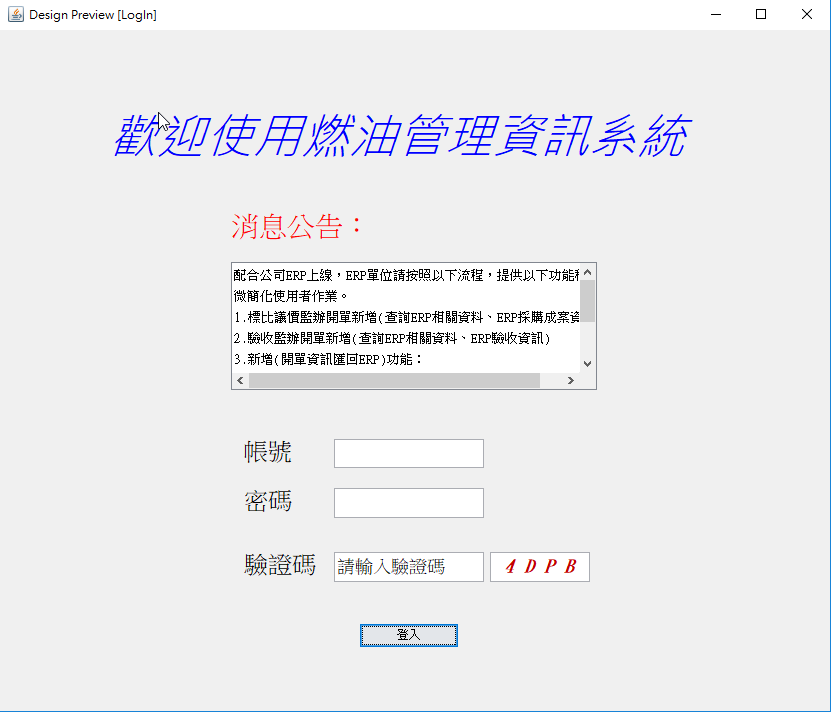 Design Preview [LogIn]
歡迎使用燃油管理資訊系統
消息公告：
配合公司ERP上線，ERP單位請按照以下流程，提供以下功能
微簡化使用者作業。
1.標比議價監辦開單新增(查詢ERP相關資料、ERP採購成案資
2.驗收監辦開單新增(查詢ERP相關資料、ERP驗收資訊)
3.新增(開單資訊匯回ERP)功能：
帳號
密碼
驗證碼 請輸入驗證碼 4 D P B
登入